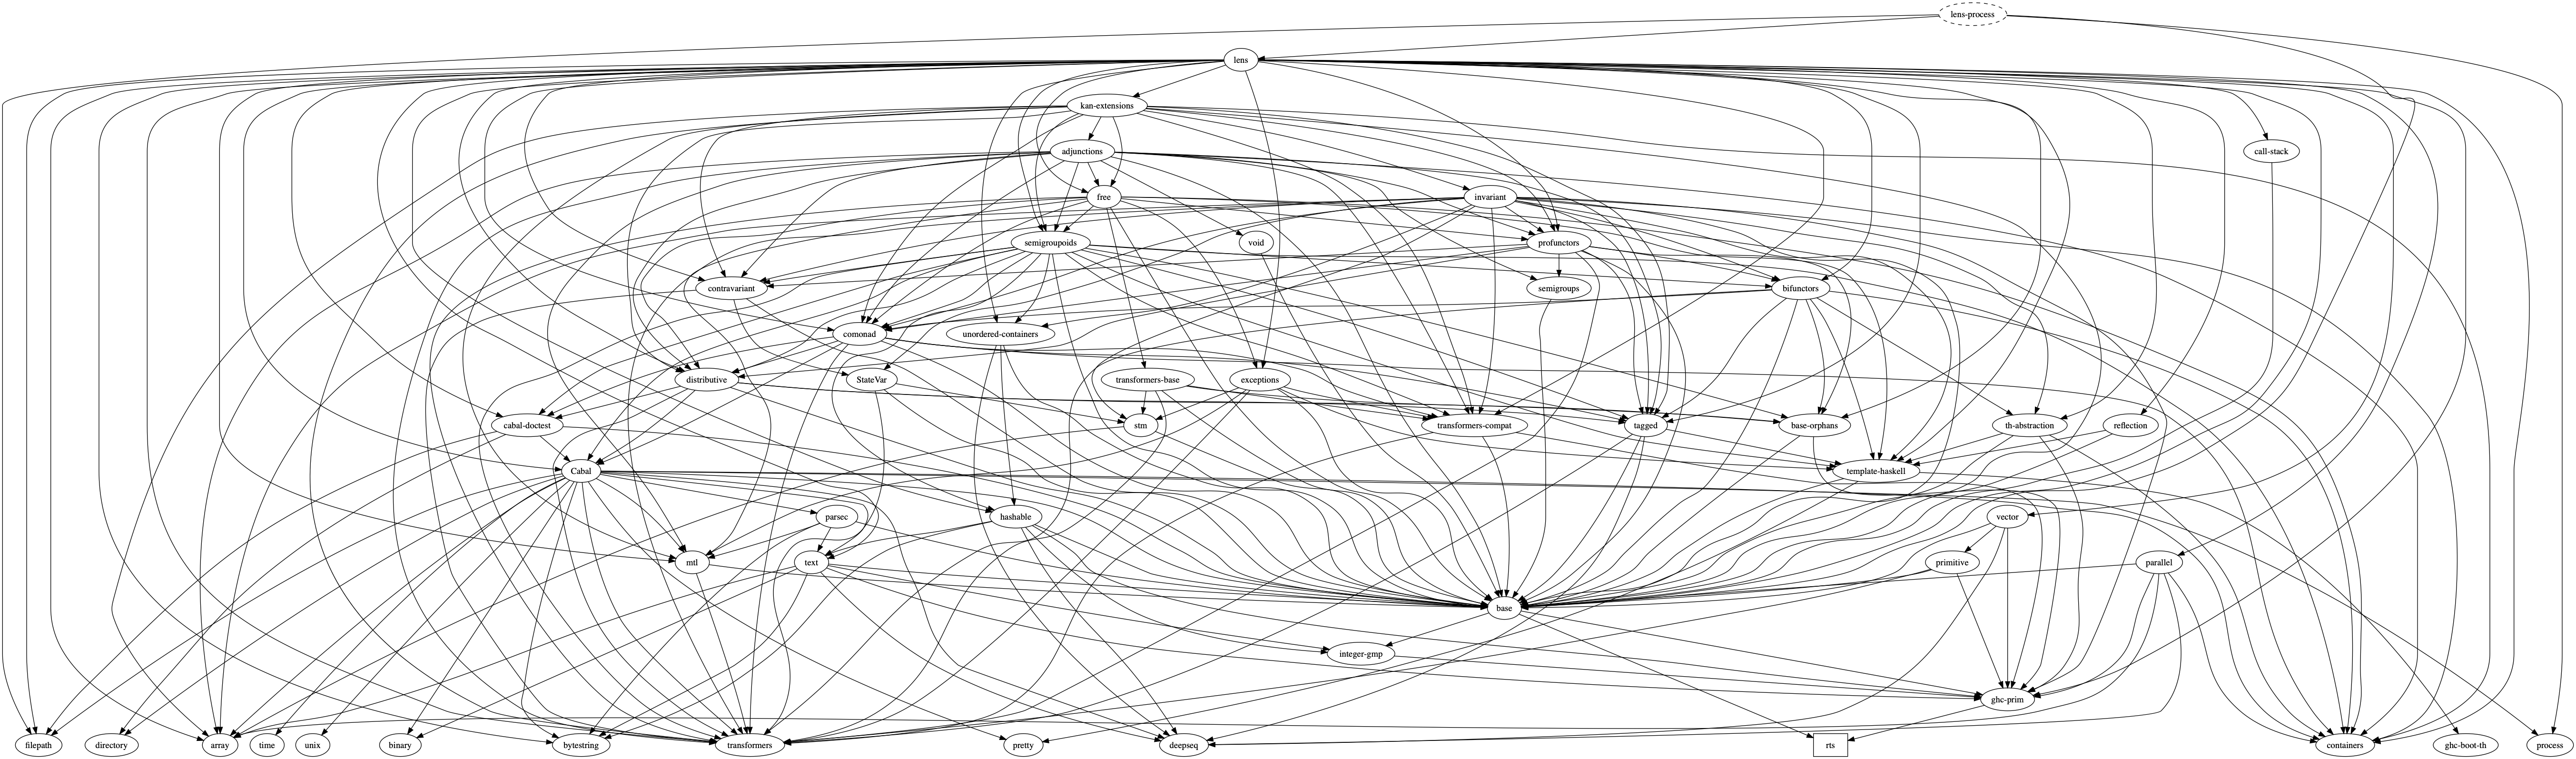 lens-process
lens
kan-extensions
adjunctions
call-stack
free
invariant
semigroupoids
void
profunctors
contravariant
semigroups
bifunctors
comonad
unordered-containers
distributive
StateVar
transformers-base
exceptions
cabal-doctest
stm
transformers-compat
tagged
base-orphans
th-abstraction
reflection
Cabal
template-haskell
parsec
hashable
vector
mtl
text
primitive
parallel
base
integer-gmp
ghc-prim
filepath
directory
array
time
unix
binary
bytestring
transformers
pretty
deepseq
rts
containers
ghc-boot-th
process